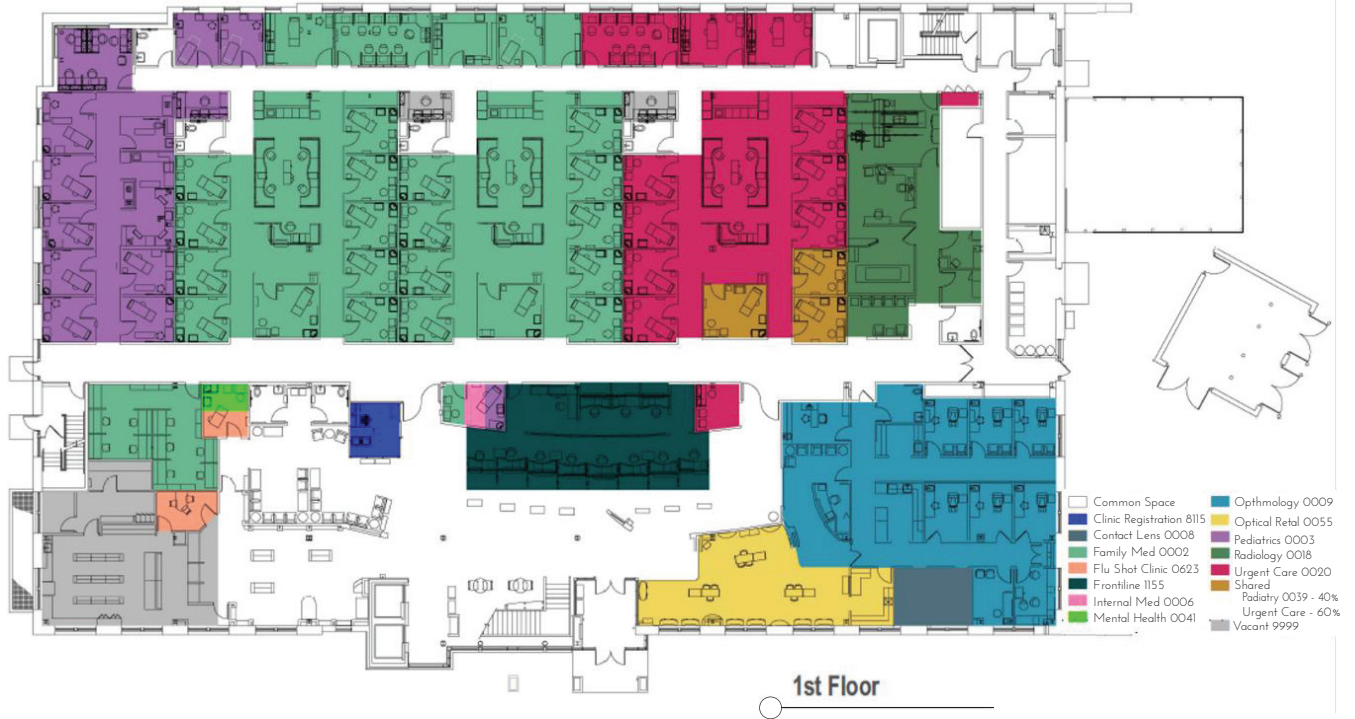 Common Space
Clinic Registration 8115
Contact Lens 0008
Family Med 0002
Flu Shot Clinic 0623
Frontiline 1155
Internal Med 0006
Mental Health 0041
Opthmology 0009
Optical Retal 0055
Pediatrics 0003
Radiology 0018
Urgent Care 0020
Shared
Padiatry 0039 - 40%
Urgent Care - 60%
Vacant 9999
1st Floor